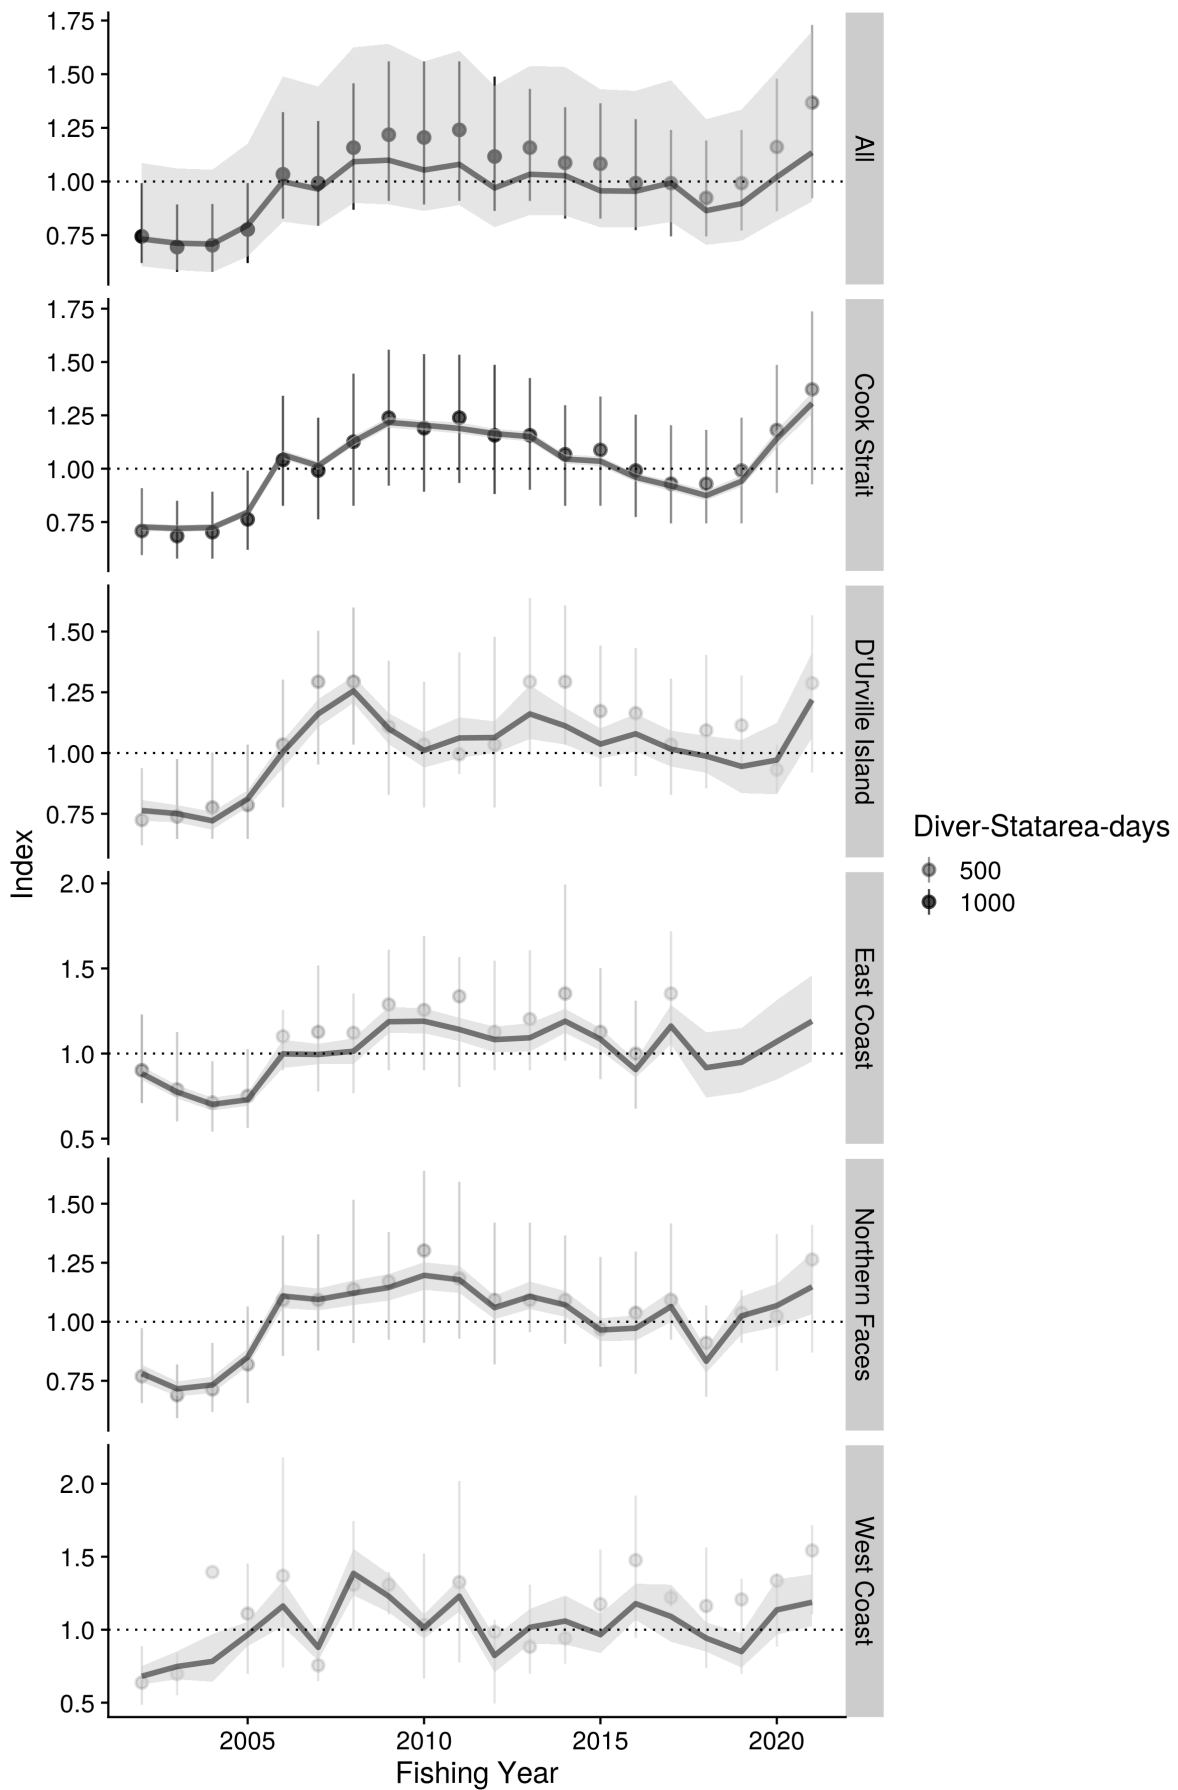 1.75
1.50
1.25
1.00
0.75
All
1.75
1.50
1.25
1.00
0.75
Cook Strait
1.50
1.25
1.00
0.75
D'Urville Island
2.0
1.5
1.0
0.5
East Coast
1.50
1.25
1.00
0.75
Northern Faces
2.0
1.5
1.0
0.5
West Coast
Index
2005 2010 2015 2020
Fishing Year
Diver-Statarea-days
500
1000